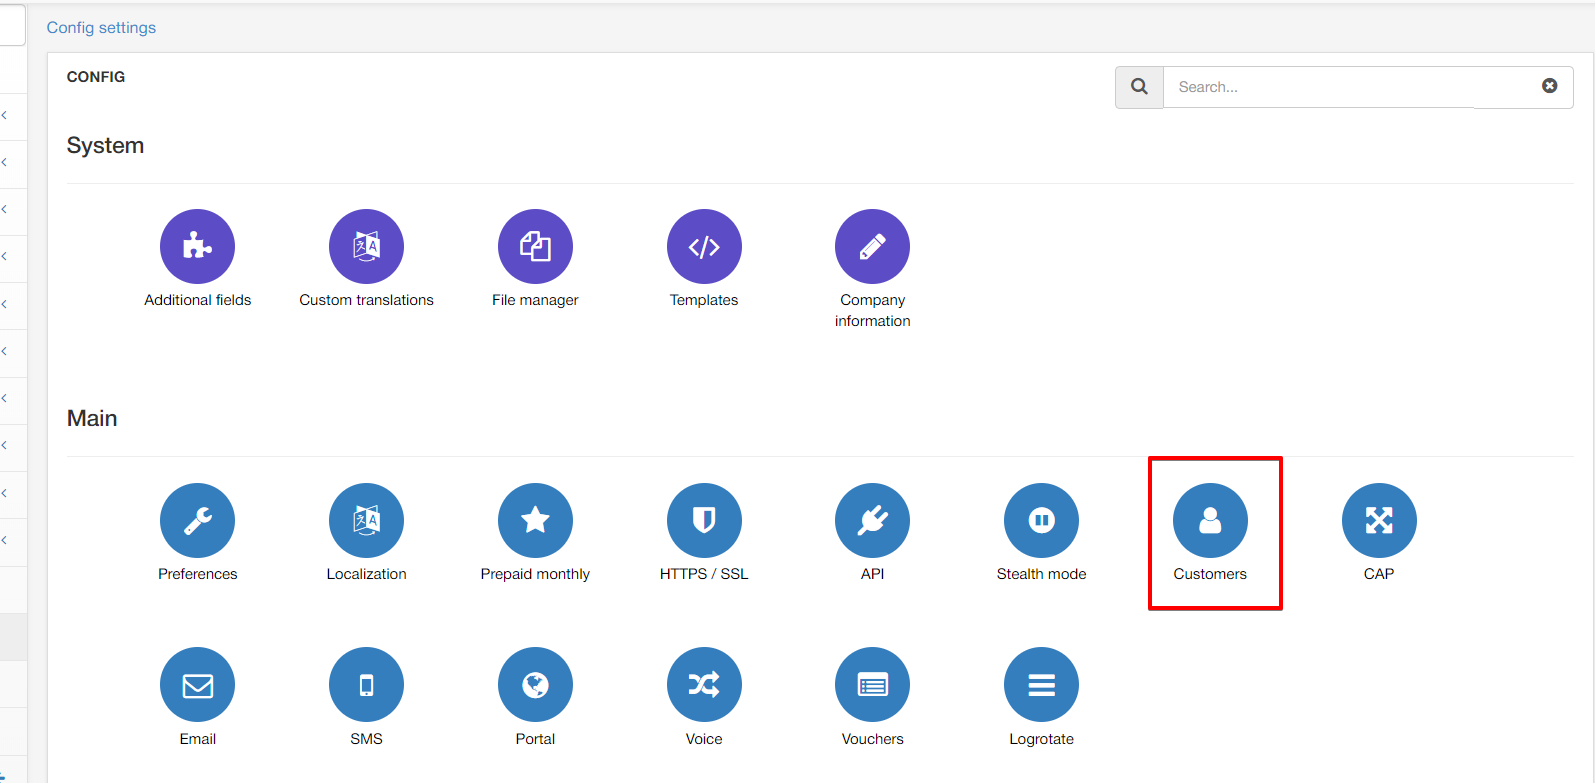 Config settings
CONFIG
Search...
System
Additional fields
Custom translations
File manager
Templates
Company
information
Main
Preferences
Localization
Prepaid monthly
HTTPS / SSL
API
Stealth mode
Customers
CAP
Email
SMS
Portal
Voice
Vouchers
Logrotate